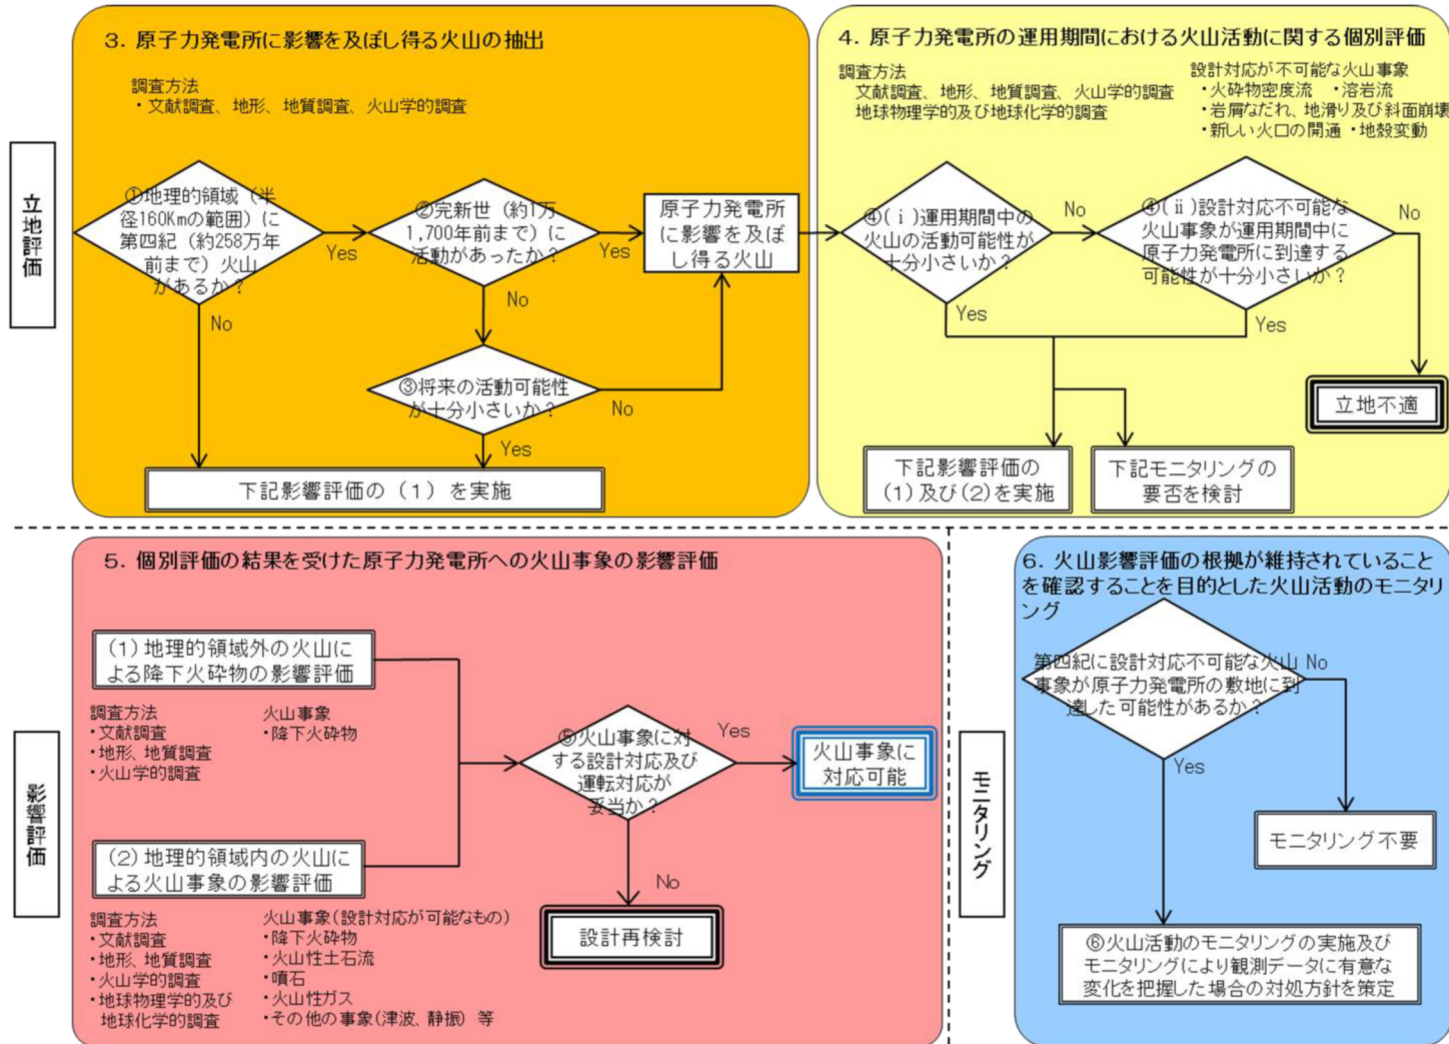 立地評価
3. 原子力発電所に影響を及ぼし得る火山の抽出
調査方法
・文献調査、地形、地質調査、火山学的調査
①地理的領域（半
径160Kmの範囲）に
第四紀（約258万年
前まで）火山
があるか？
Yes
No
②完新世（約1万
1,700年前まで）に
活動があったか？
Yes
No
原子力発電所
に影響を及ぼ
し得る火山
③将来の活動可能性
が十分小さいか？
No
Yes
下記影響評価の（1）を実施
4. 原子力発電所の運用期間における火山活動に関する個別評価
調査方法
文献調査、地形、地質調査、火山学的調査
地球物理学的及び地球化学的調査
設計対応が不可能な火山事象
・火砕物密度流 ・溶岩流
・岩屑なだれ、地滑り及び斜面崩壊
・新しい火口の開通 ・地殻変動
④(ⅰ)運用期間中の
火山の活動可能性が
十分小さいか？
No
Yes
④(ⅱ)設計対応不可能な
火山事象が運用期間中に
原子力発電所に到達する
可能性が十分小さいか？
No
Yes
立地不適
下記影響評価の
(1)及び(2)を実施
下記モニタリングの
要否を検討
影響評価
5. 個別評価の結果を受けた原子力発電所への火山事象の影響評価
(1)地理的領域外の火山に
よる降下火砕物の影響評価
調査方法
・文献調査
・地形、地質調査
・火山学的調査
火山事象
・降下火砕物
⑤火山事象に対
する設計対応及び
運転対応が
妥当か？
Yes
No
火山事象に
対応可能
設計再検討
(2)地理的領域内の火山に
よる火山事象の影響評価
調査方法
・文献調査
・地形、地質調査
・火山学的調査
・地球物理学的及び
地球化学的調査
火山事象(設計対応が可能なもの)
・降下火砕物
・火山性土石流
・噴石
・火山性ガス
・その他の事象(津波、静振) 等
モニタリング
6. 火山影響評価の根拠が維持されていること
を確認することを目的とした火山活動のモニタリ
ング
第四紀に設計対応不可能な火山
事象が原子力発電所の敷地に到
達した可能性があるか？
No
Yes
モニタリング不要
⑥火山活動のモニタリングの実施及び
モニタリングにより観測データに有意な
変化を把握した場合の対処方針を策定